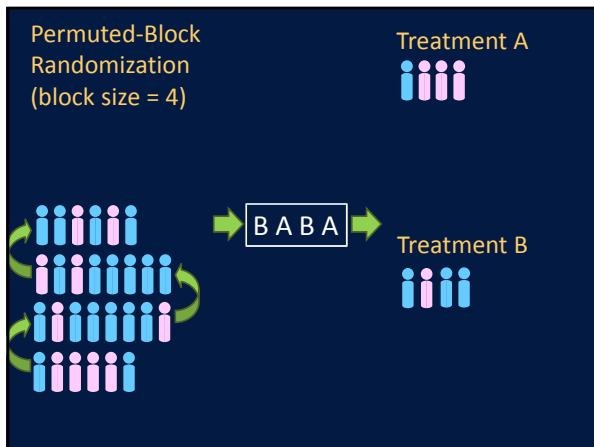 Permuted-Block
Randomization
(block size = 4)
Treatment A
B A B A
Treatment B